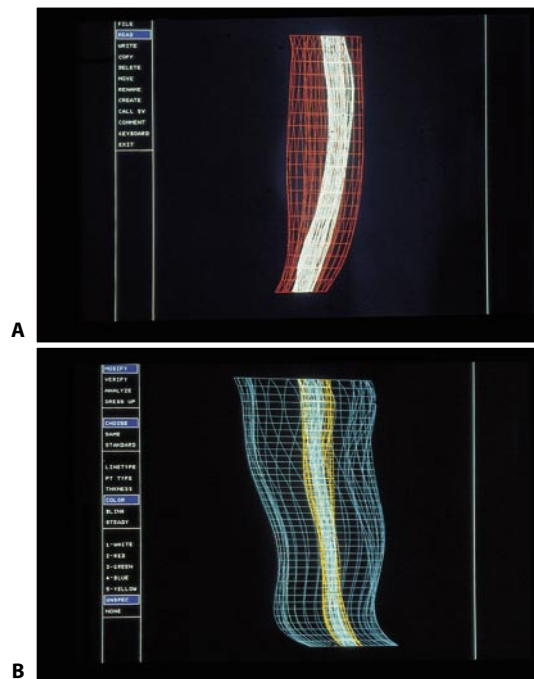 FILE
READ
WRITE
COPY
DELETE
MOVE
RENAME
CREATE
CALL SV
COMMENT
KEYBOARD
EXIT
A
MODIFY
VERIFY
ANALYZE
DRESS UP
CHOISE
SAME
STANDARD
LINETYPE
PT TYPE
THKNESS
COLOR
BLINK
STEADY
1-WHITE
2-RED
3-GREEN
4-BLUE
5-YELLOW
UNSPEC
NONE
B